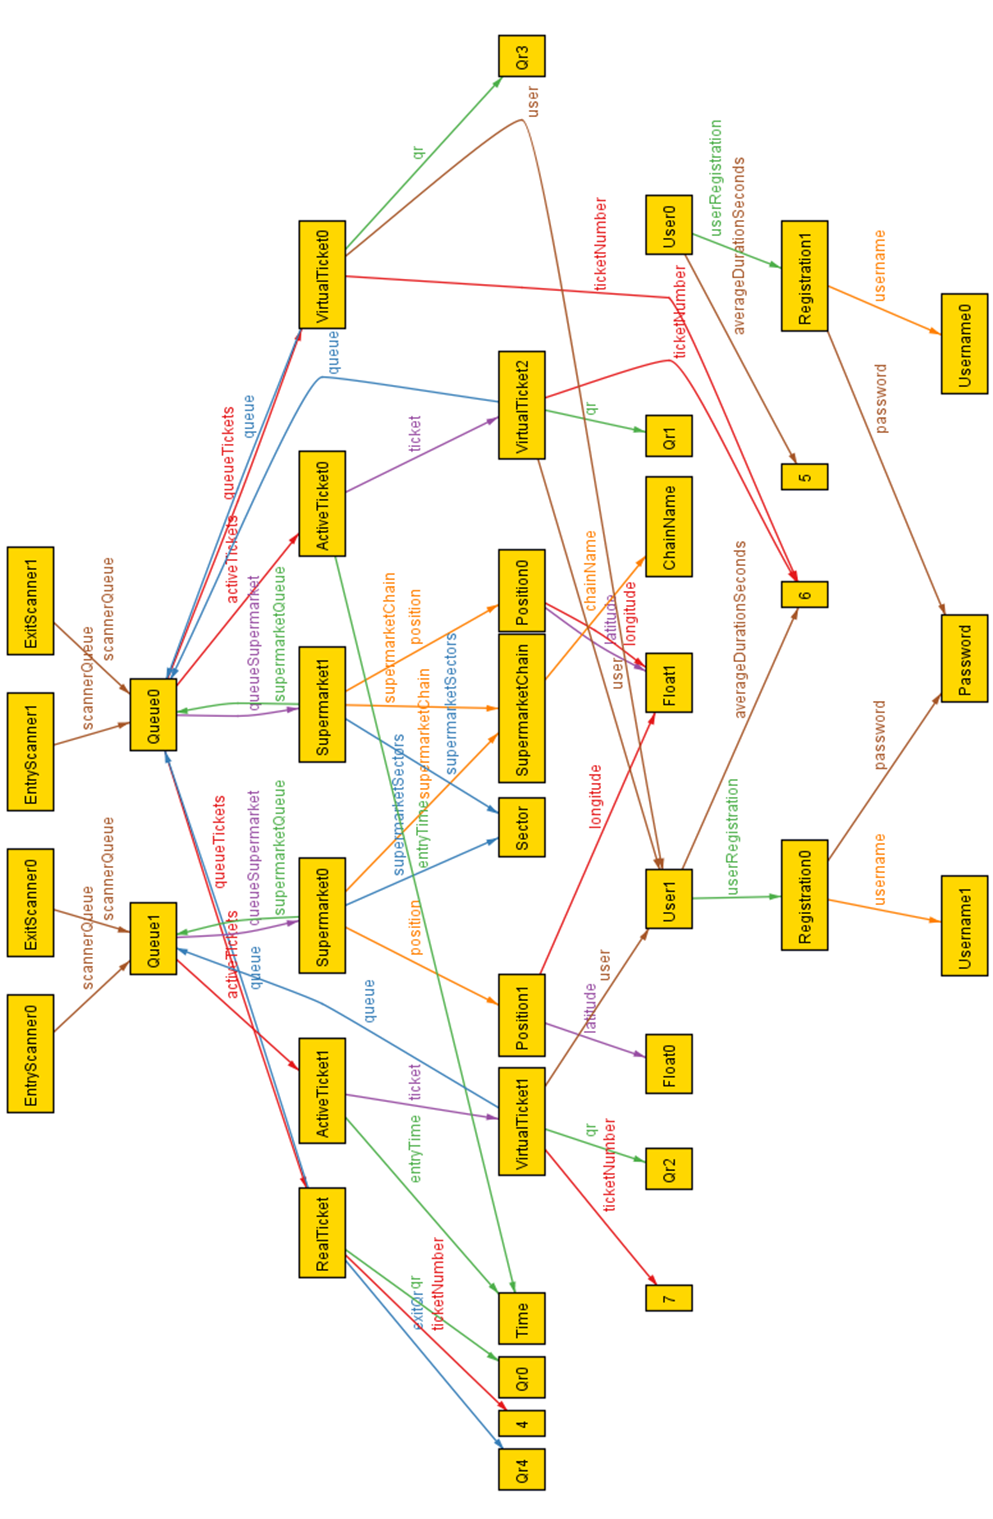 EntryScanner0
ExitScanner0
EntryScanner1
ExitScanner1
scannerQueue
scannerQueue
scannerQueue
scannerQueue
Queue1
Queue0
activeTickets
queue
queueTickets
queueSupermarket
supermarketQueue
queueSupermarket
supermarketQueue
activeTickets
queueTickets
queue
queue
RealTicket
ActiveTicket1
Supermarket0
Supermarket1
ActiveTicket0
VirtualTicket0
exitQr
qr
ticketNumber
entryTime
ticket
queue
position
supermarketSectors
entryTime
supermarketChain
supermarketSectors
supermarketChain
position
ticket
qr
user
Qr4
4
Qr0
Time
VirtualTicket1
Position1
Sector
SupermarketChain
Position0
VirtualTicket2
Qr3
ticketNumber
qr
latitude
user
longitude
user
latitude
longitude
chainName
qr
ticketNumber
7
Qr2
Float0
User1
Float1
ChainName
Qr1
User0
ticketNumber
userRegistration
averageDurationSeconds
averageDurationSeconds
userRegistration
Registration0
6
5
Registration1
username
password
password
username
Username1
Password
Username0